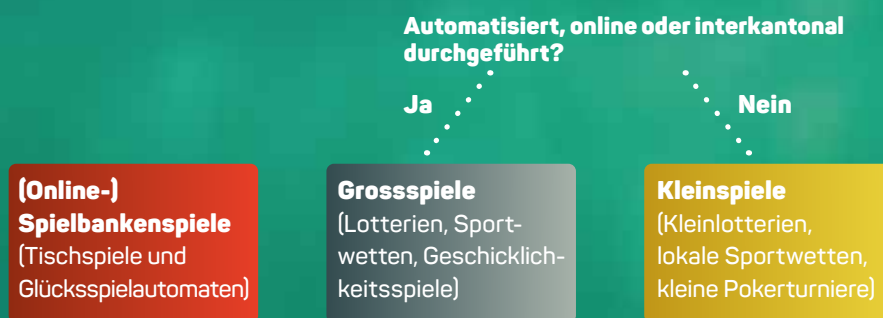 Automatisiert, online oder interkantonal
durchgeführt?
Ja
Nein
(Online-)
Spielbankenspiele
(Tischspiele und
Glücksspielautomaten)
Grossspiele
(Lotterien, Sport-
wetten, Geschicklich-
keitsspiele)
Kleinspiele
(Kleinlotterien,
lokale Sportwetten,
kleine Pokerturniere)